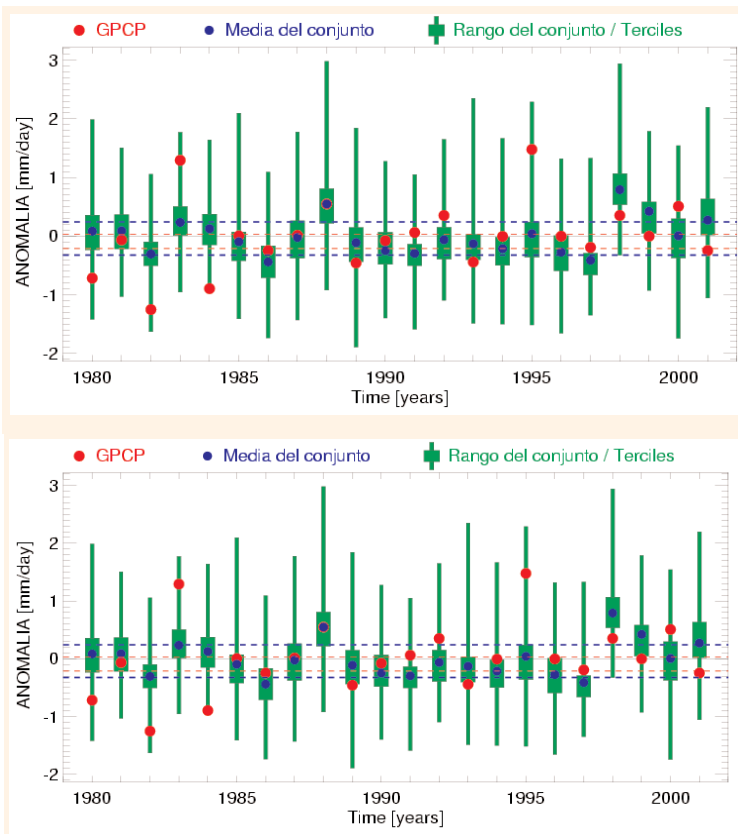 GPCP Media del conjunto Rango del conjunto / Terciles
ANOMALIA [mm/day]
3
2
1
0
-1
-2
1980 1985 1990 1995 2000
Time [years]
GPCP Media del conjunto Rango del conjunto / Terciles
ANOMALIA [mm/day]
3
2
1
0
-1
-2
1980 1985 1990 1995 2000
Time [years]